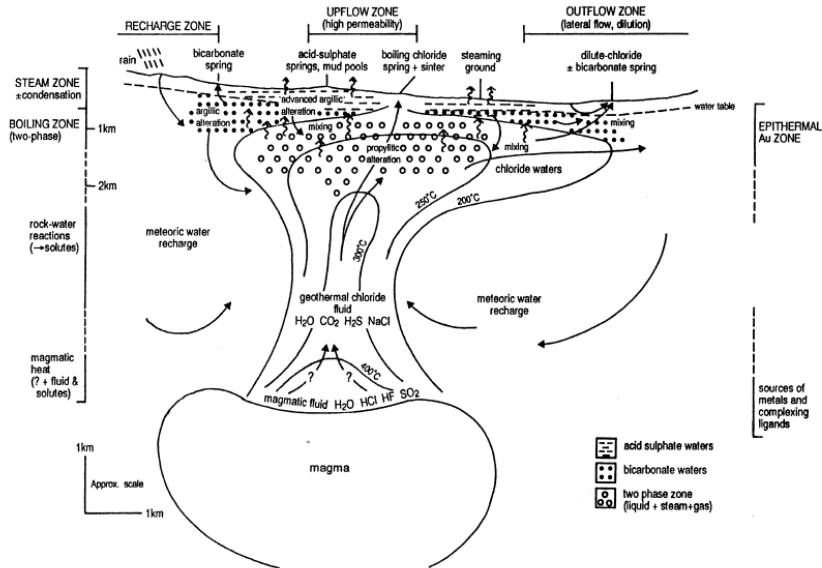 RECHARGE ZONE
UPFLOW ZONE
(high permeability)
OUTFLOW ZONE
(lateral flow, dilution)
rain
bicarbonate
spring
acid-sulphate
springs, mud pools
boiling chloride
spring + sinter
steaming
ground
dilute-chloride
± bicarbonate spring
STEAM ZONE
±condensation
advanced argillic
alteration
argillic
alteration
mixing
mixing
mixing
water table
BOILING ZONE
(two-phase)
1km
propylitic
alteration
chloride waters
EPITHERMAL
Au ZONE
2km
250°C
200°C
300°C
rock-water
reactions
(→solutes)
meteoric water
recharge
meteoric water
recharge
geothermal chloride
fluid
H₂O CO₂ H₂S NaCl
magmatic
heat
(? + fluid &
solutes)
400°C
?
?
magmatic fluid H₂O HCl HF SO₂
sources of
metals and
complexing
ligands
magma
1km
Approx. scale
1km
acid sulphate waters
bicarbonate waters
two phase zone
(liquid + steam+gas)